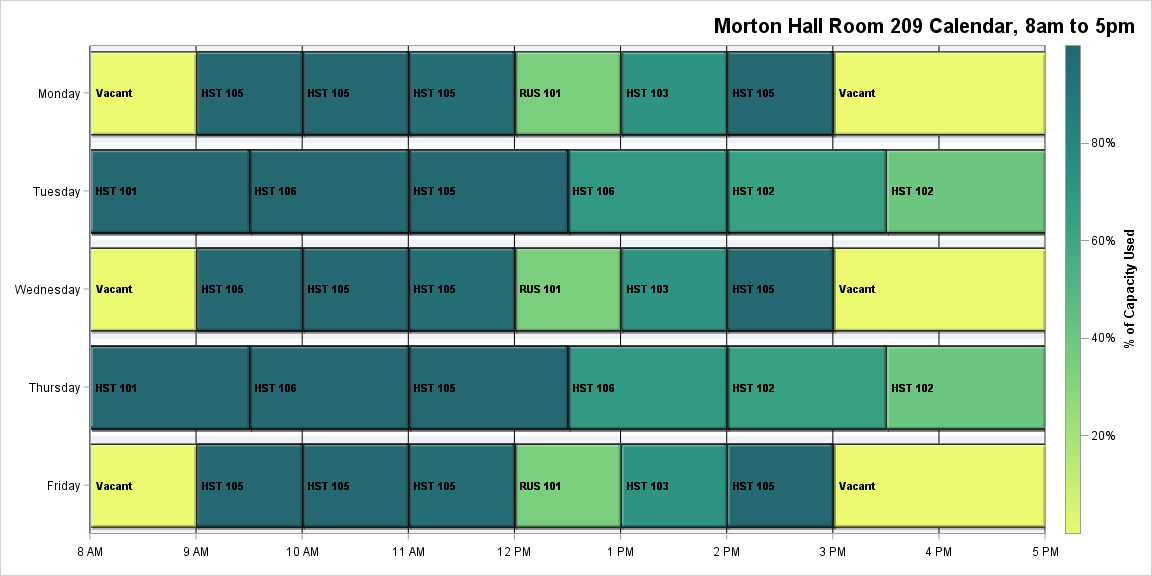 Morton Hall Room 209 Calendar, 8am to 5pm
Monday
Vacant
HST 105
HST 105
HST 105
RUS 101
HST 103
HST 105
Vacant
Tuesday
HST 101
HST 106
HST 105
HST 106
HST 102
HST 102
Wednesday
Vacant
HST 105
HST 105
HST 105
RUS 101
HST 103
HST 105
Vacant
Thursday
HST 101
HST 106
HST 105
HST 106
HST 102
HST 102
Friday
Vacant
HST 105
HST 105
HST 105
RUS 101
HST 103
HST 105
Vacant
8 AM
9 AM
10 AM
11 AM
12 PM
1 PM
2 PM
3 PM
4 PM
5 PM
80%
60%
40%
20%
% of Capacity Used